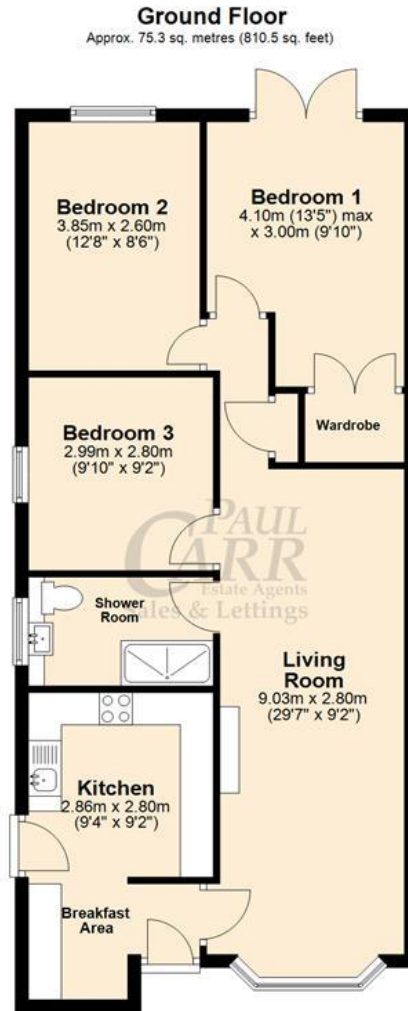 Ground Floor
Approx. 75.3 sq. metres (810.5 sq. feet)
Bedroom 2
3.85m x 2.60m
(12'8" x 8'6")
Bedroom 1
4.10m (13'5") max
x 3.00m (9'10")
Wardrobe
Bedroom 3
2.99m x 2.80m
(9'10" x 9'2")
PAUL
CARR
Estate Agents
Sales & Lettings
Shower
Room
Living
Room
9.03m x 2.80m
(29'7" x 9'2")
Kitchen
2.86m x 2.80m
(9'4" x 9'2")
Breakfast
Area